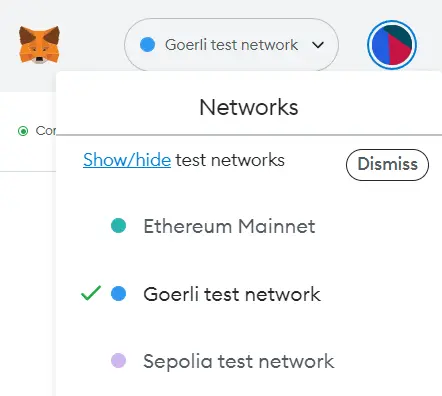 Goerli test network
Networks
Con
Show/hide test networks
Dismiss
Ethereum Mainnet
Goerli test network
Sepolia test network